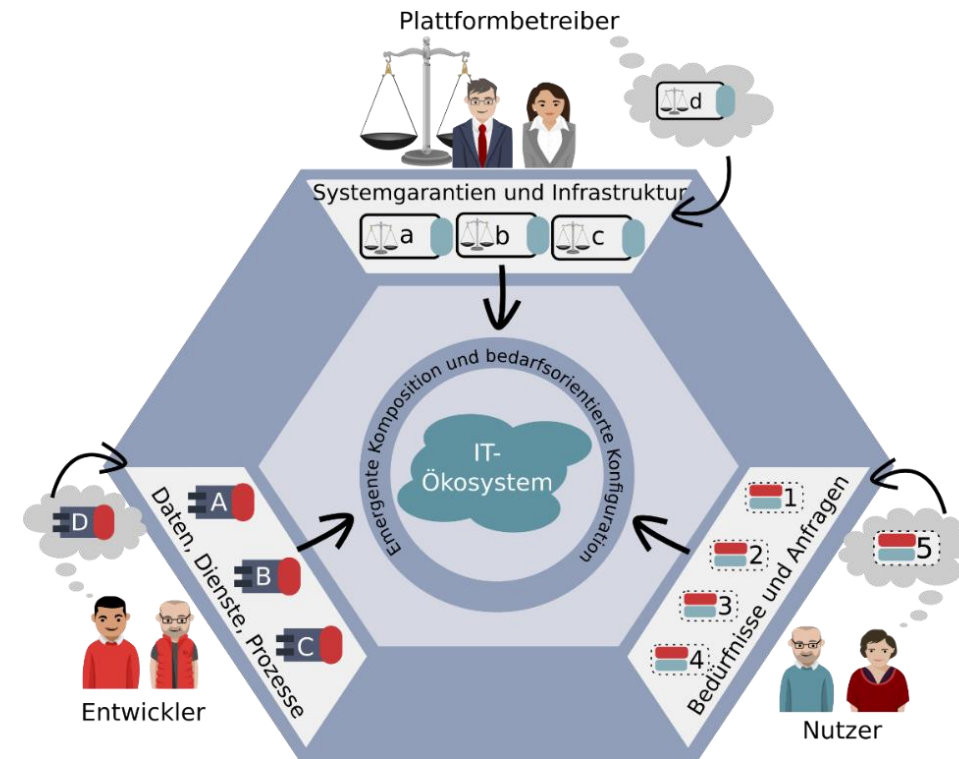 Plattformbetreiber
d
Systemgarantien und Infrastruktur
a
b
c
Emergente Komposition und bedarfsorientierte Konfiguration
IT-
Ökosystem
D
Daten, Dienste, Prozesse
A
B
C
Entwickler
Bedürfnisse und Anfragen
1
2
3
4
5
Nutzer